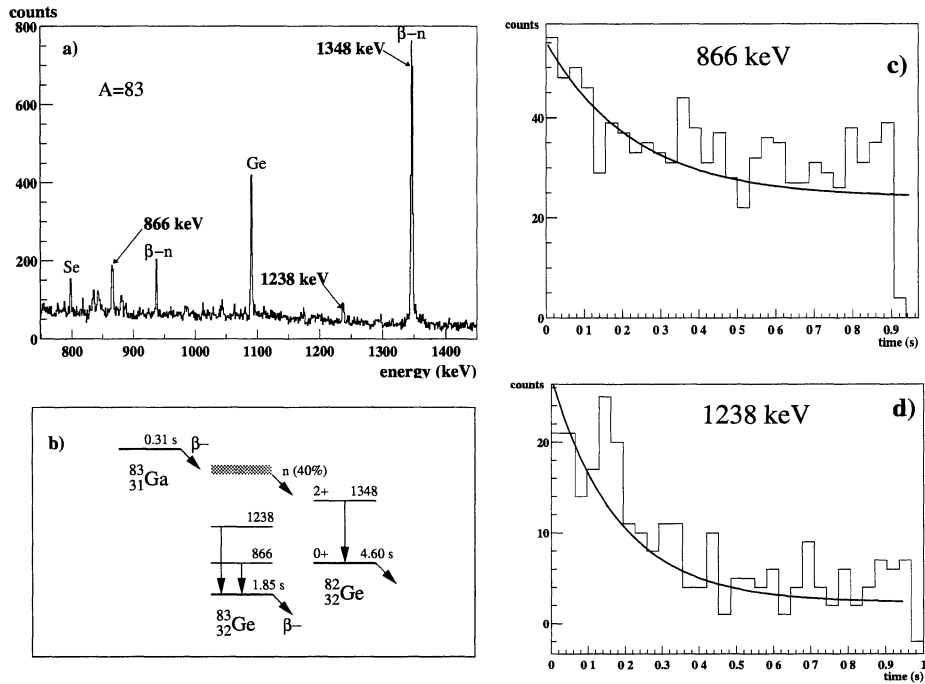 counts
800
600
400
200
0
a)
A=83
Se
866 keV
β−n
Ge
1238 keV
1348 keV
β−n
800 900 1000 1100 1200 1300 1400
energy (keV)
b)
0.31 s β−
83
31Ga
n (40%)
2+ 1348
1238
866
0+ 4.60 s
1.85 s
82
32Ge
83
32Ge
β−
counts
866 keV
c)
40
20
0
0 0 1 0 2 0 3 0 4 0 5 0 6 0 7 0 8 0.9
time (s)
counts
1238 keV
d)
20
10
0
0 0 1 0 2 0 3 0 4 0.5 0 6 0 7 0 8 0 9 1
time (s)